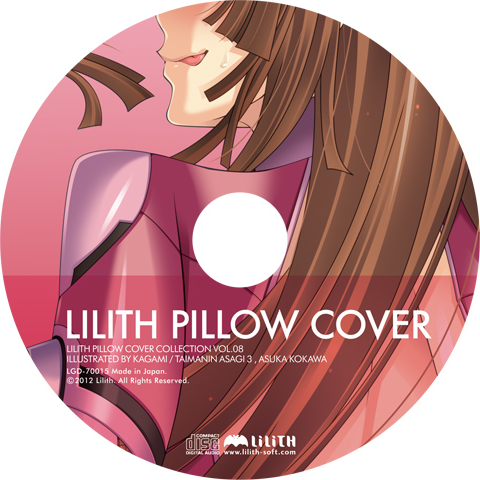 LILITH PILLOW COVER
LILITH PILLOW COVER COLLECTION VOL.08
ILLUSTRATED BY KAGAMI / TAIMANIN ASAGI 3 , ASUKA KOKAWA
LGD-70015 Made in Japan.
©2012 Lilith. All Rights Reserved.
COMPACT
disc
DIGITAL AUDIO
LiLiTH
www.lilith-soft.com